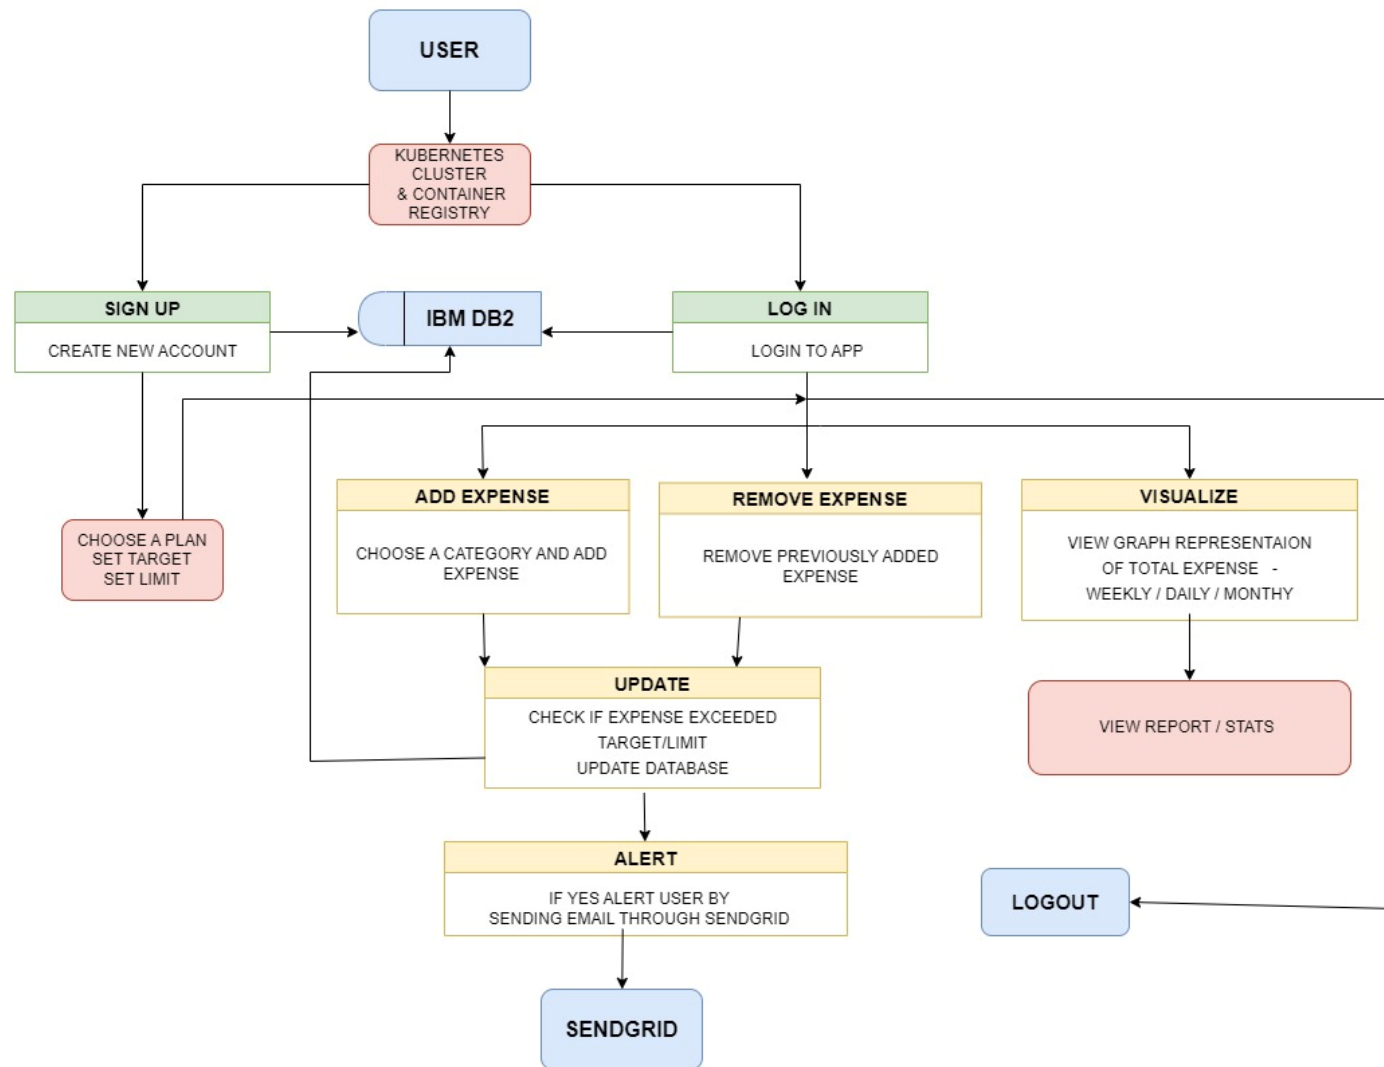 USER
KUBERNETES
CLUSTER
& CONTAINER
REGISTRY
SIGN UP
CREATE NEW ACCOUNT
IBM DB2
LOG IN
LOGIN TO APP
CHOOSE A PLAN
SET TARGET
SET LIMIT
ADD EXPENSE
CHOOSE A CATEGORY AND ADD
EXPENSE
REMOVE EXPENSE
REMOVE PREVIOUSLY ADDED
EXPENSE
VISUALIZE
VIEW GRAPH REPRESENTAION
OF TOTAL EXPENSE -
WEEKLY / DAILY / MONTHY
UPDATE
CHECK IF EXPENSE EXCEEDED
TARGET/LIMIT
UPDATE DATABASE
VIEW REPORT / STATS
ALERT
IF YES ALERT USER BY
SENDING EMAIL THROUGH SENDGRID
LOGOUT
SENDGRID